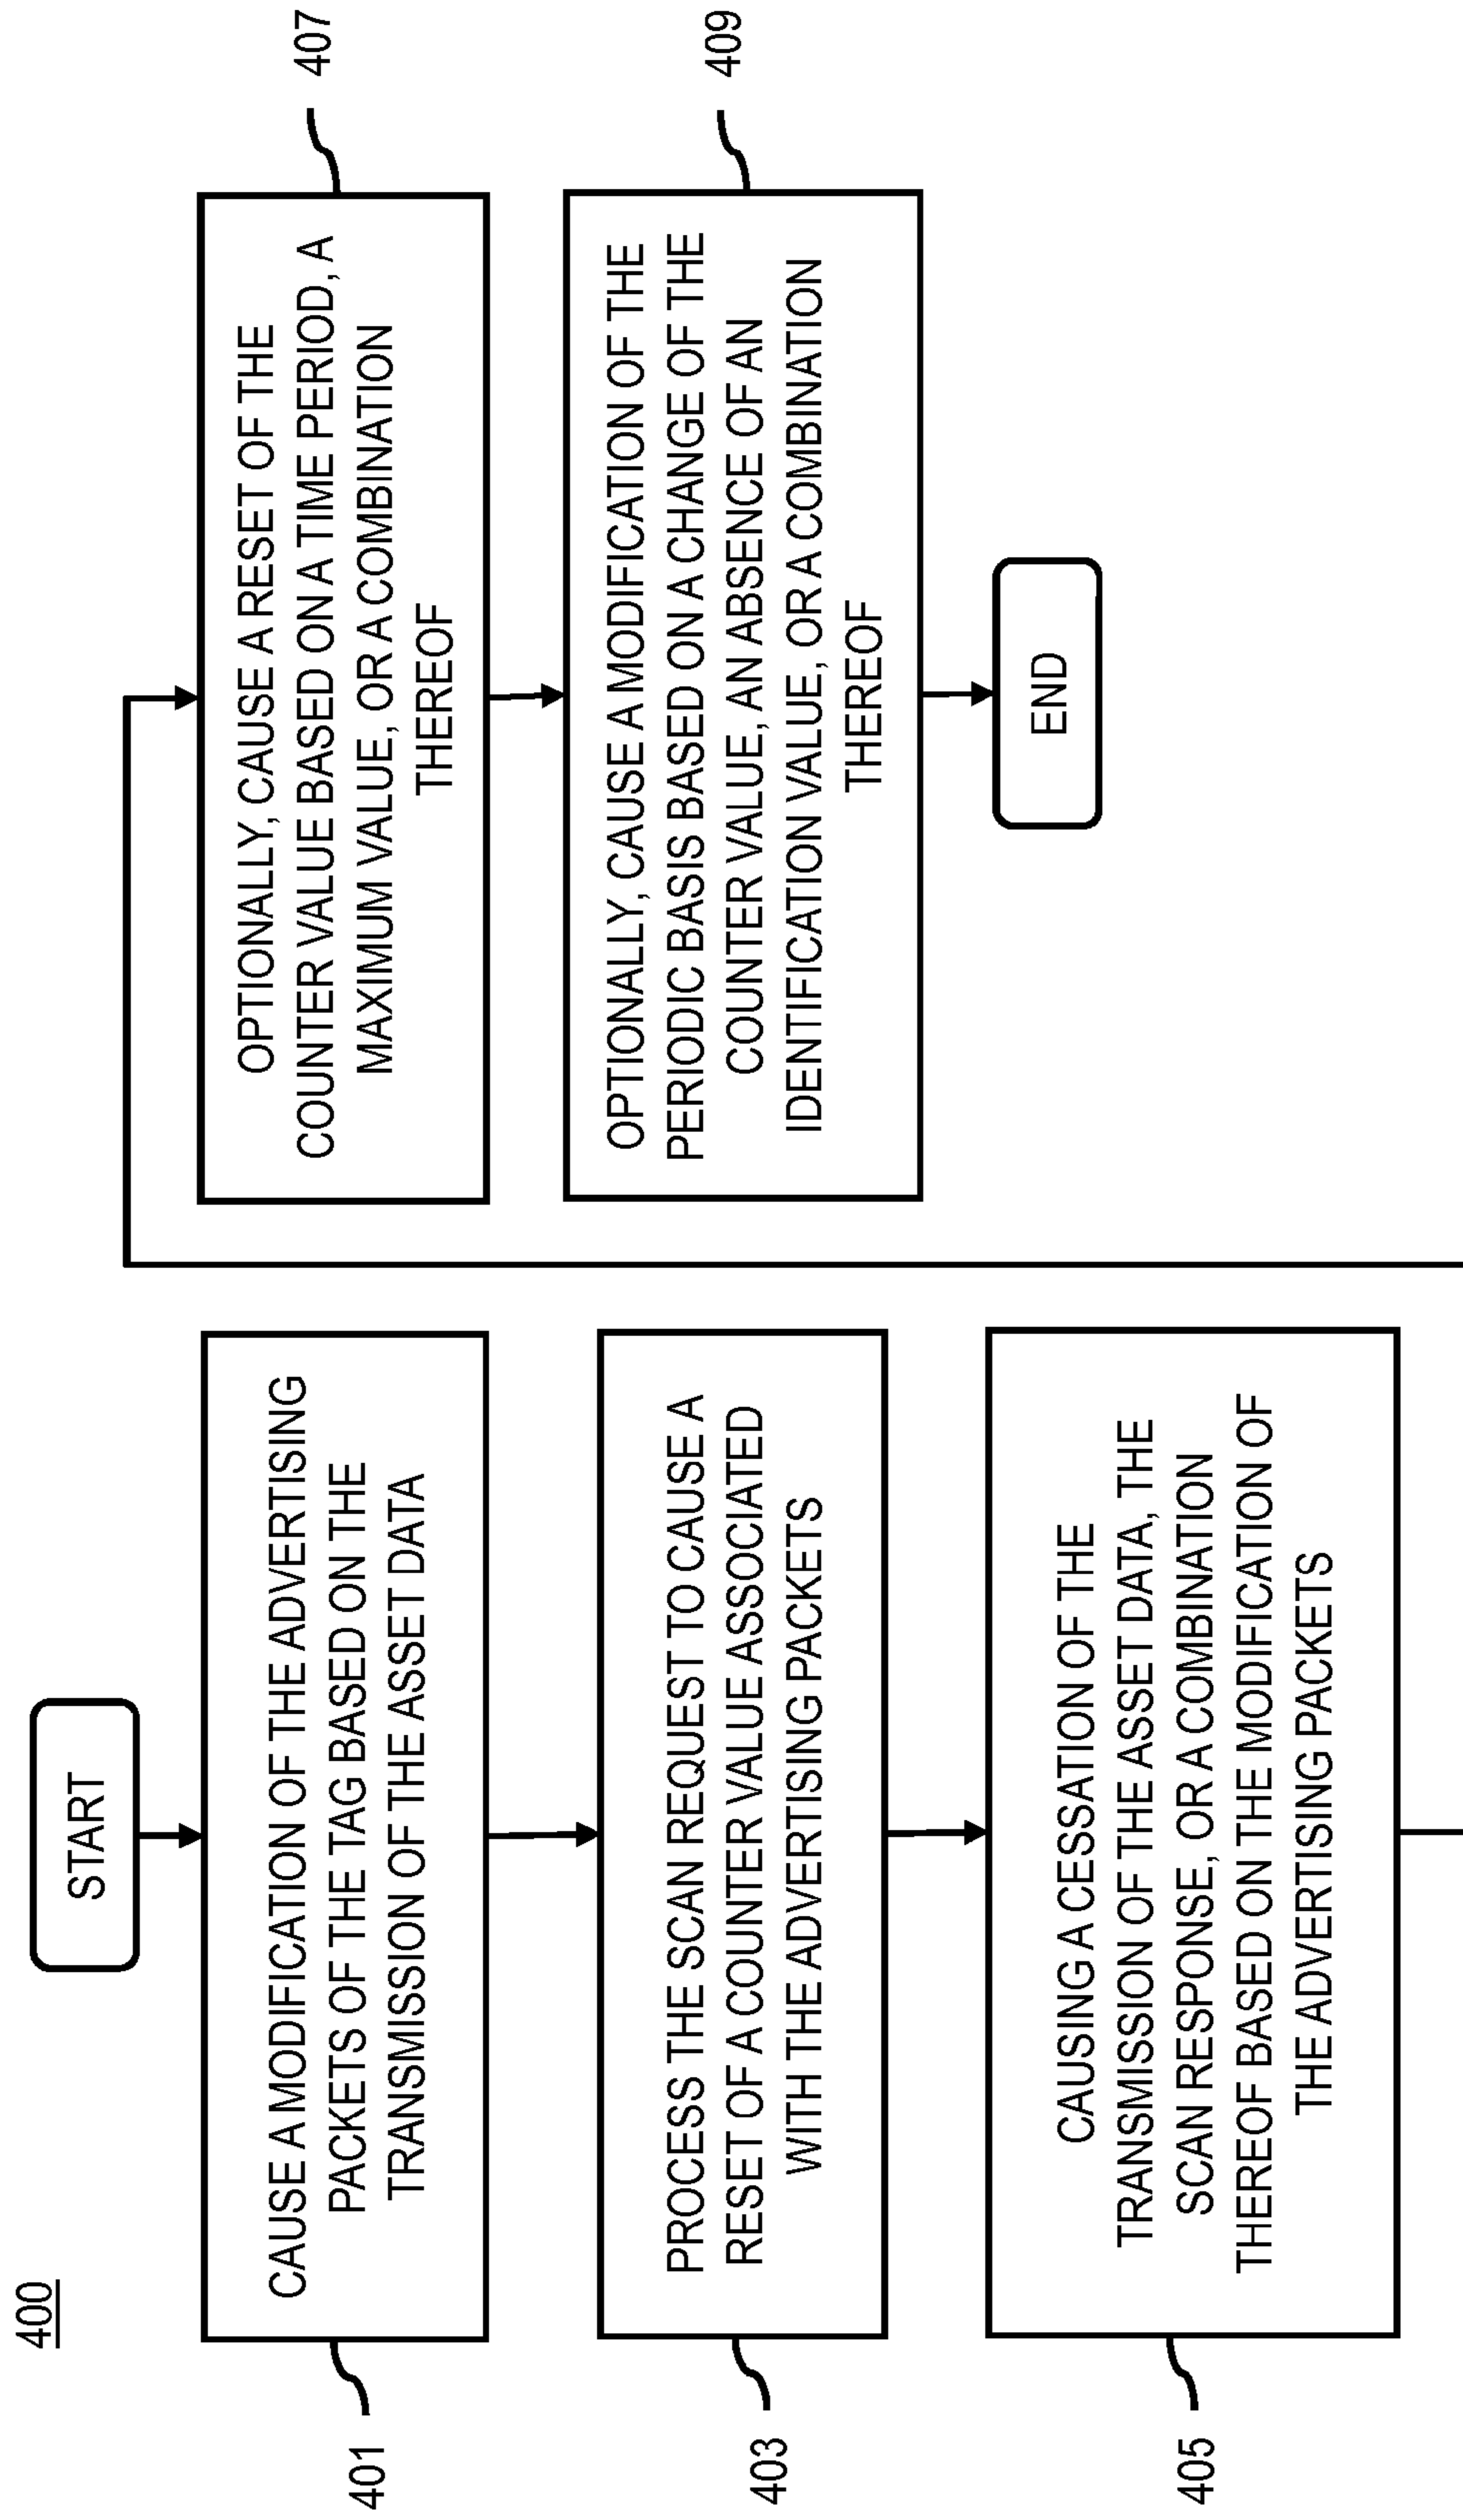 400
START
401
CAUSE A MODIFICATION OF THE ADVERTISING
PACKETS OF THE TAG BASED ON THE
TRANSMISSION OF THE ASSET DATA
403
PROCESS THE SCAN REQUEST TO CAUSE A
RESET OF A COUNTER VALUE ASSOCIATED
WITH THE ADVERTISING PACKETS
405
CAUSING A CESSATION OF THE
TRANSMISSION OF THE ASSET DATA, THE
SCAN RESPONSE, OR A COMBINATION
THEREOF BASED ON THE MODIFICATION OF
THE ADVERTISING PACKETS
407
OPTIONALLY, CAUSE A RESET OF THE
COUNTER VALUE BASED ON A TIME PERIOD, A
MAXIMUM VALUE, OR A COMBINATION
THEREOF
409
OPTIONALLY, CAUSE A MODIFICATION OF THE
PERIODIC BASIS BASED ON A CHANGE OF THE
COUNTER VALUE, AN ABSENCE OF AN
IDENTIFICATION VALUE, OR A COMBINATION
THEREOF
END